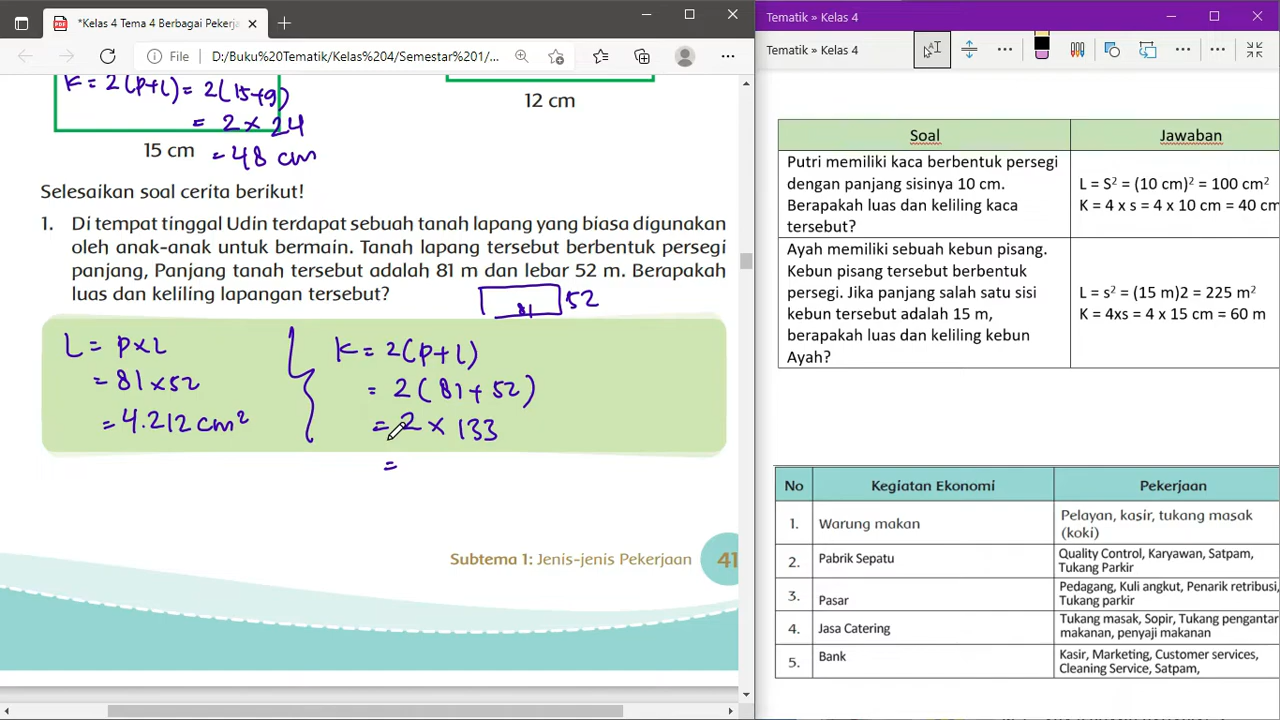 *Kelas 4 Tema 4 Berbagai Pekerja
File
D:/Buku%20Tematik/Kelas%204/Semestar%201/...
K = 2(p+l) = 2(15+9)
= 2 x 24
= 48 cm
15 cm
12 cm
Selesaikan soal cerita berikut!
1. Di tempat tinggal Udin terdapat sebuah tanah lapang yang biasa digunakan
oleh anak-anak untuk bermain. Tanah lapang tersebut berbentuk persegi
panjang, Panjang tanah tersebut adalah 81 m dan lebar 52 m. Berapakah
luas dan keliling lapangan tersebut?
81 52
L = p x L
= 81 x 52
= 4.212 cm²
K = 2(p+l)
= 2(81+52)
= 2 x 133
=
Subtema 1: Jenis-jenis Pekerjaan 41
Tematik » Kelas 4
Tematik » Kelas 4
Soal Jawaban
Putri memiliki kaca berbentuk persegi
dengan panjang sisinya 10 cm.
Berapakah luas dan keliling kaca
tersebut?
L = S² = (10 cm)² = 100 cm²
K = 4 x s = 4 x 10 cm = 40 cm
Ayah memiliki sebuah kebun pisang.
Kebun pisang tersebut berbentuk
persegi. Jika panjang salah satu sisi
kebun tersebut adalah 15 m,
berapakah luas dan keliling kebun
Ayah?
L = s² = (15 m)2 = 225 m²
K = 4xs = 4 x 15 cm = 60 m
No Kegiatan Ekonomi Pekerjaan
1. Warung makan Pelayan, kasir, tukang masak
(koki)
2. Pabrik Sepatu Quality Control, Karyawan, Satpam,
Tukang Parkir
3. Pasar Pedagang, Kuli angkut, Penarik retribusi,
Tukang parkir
4. Jasa Catering Tukang masak, Sopir, Tukang pengantar
makanan, penyaji makanan
5. Bank Kasir, Marketing, Customer services,
Cleaning Service, Satpam,